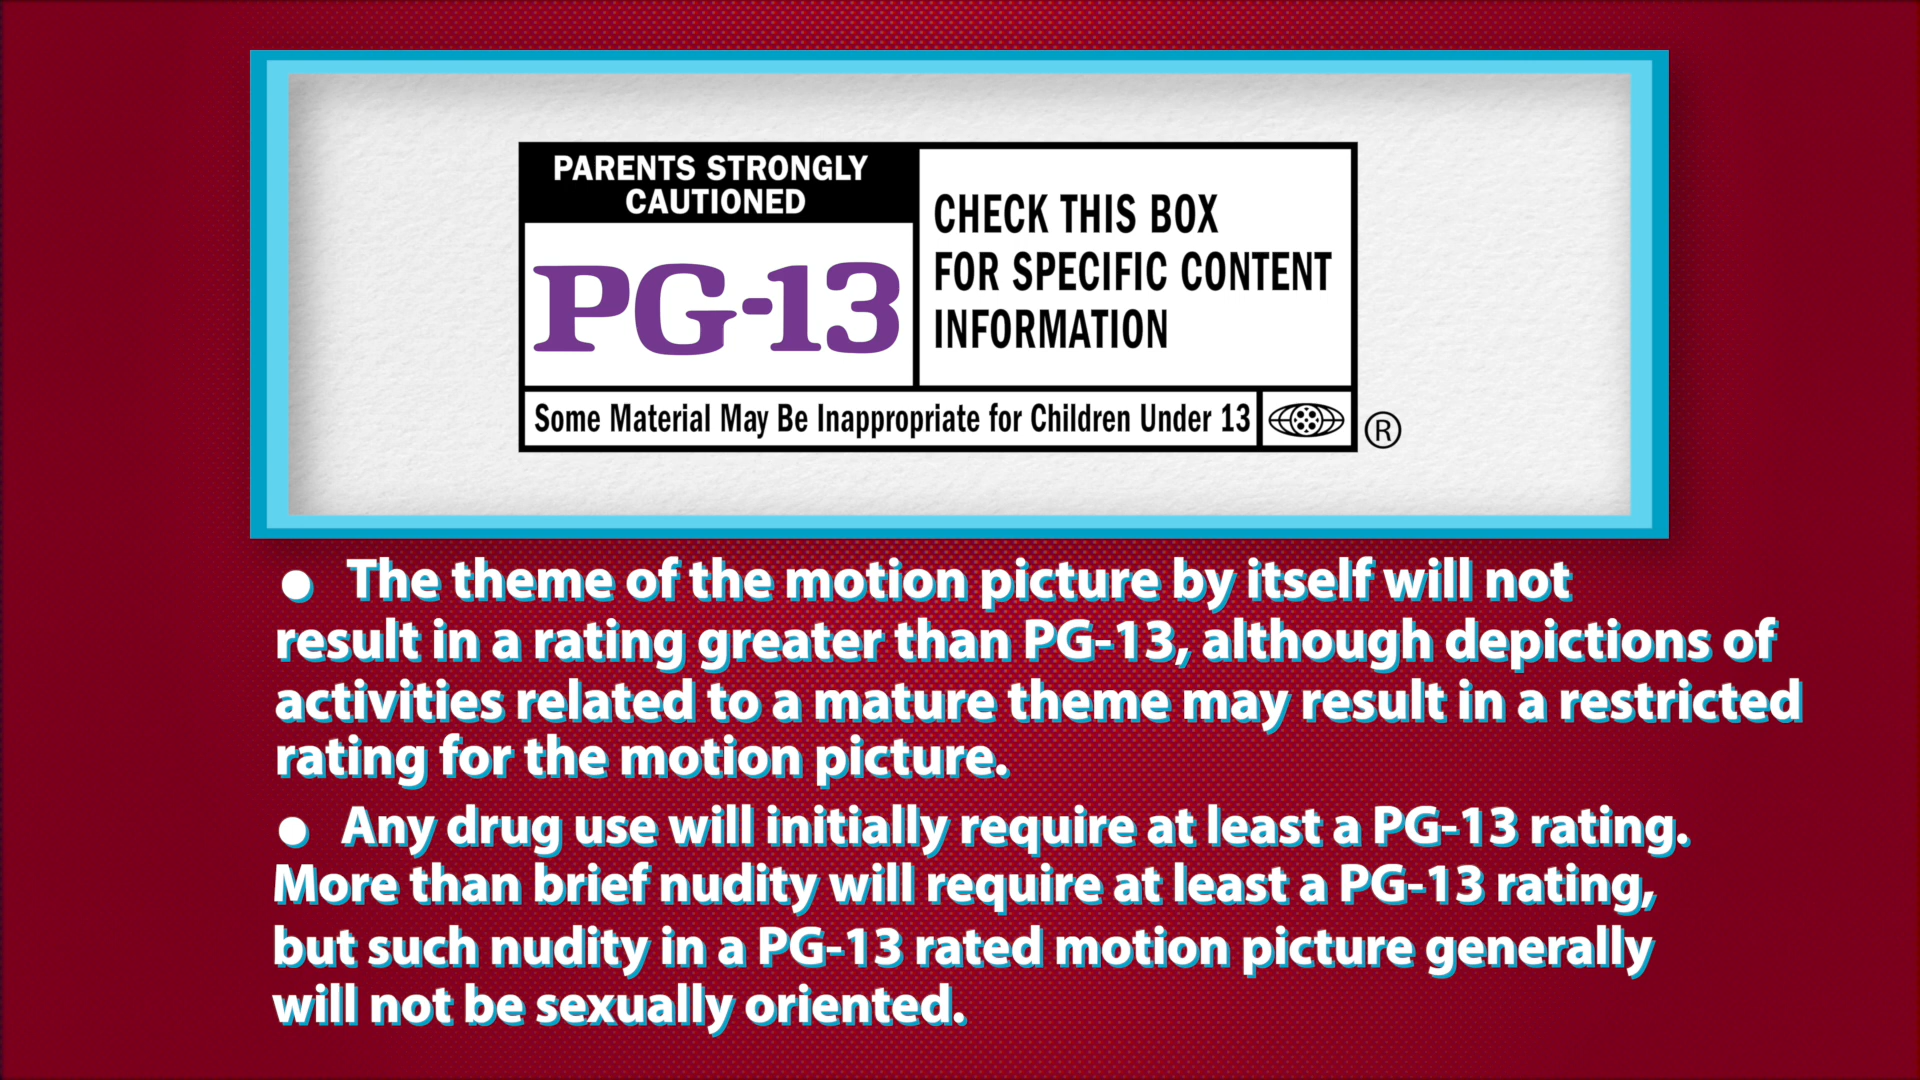 PARENTS STRONGLY
CAUTIONED
PG-13
CHECK THIS BOX
FOR SPECIFIC CONTENT
INFORMATION
Some Material May Be Inappropriate for Children Under 13
®
● The theme of the motion picture by itself will not
result in a rating greater than PG-13, although depictions of
activities related to a mature theme may result in a restricted
rating for the motion picture.
● Any drug use will initially require at least a PG-13 rating.
More than brief nudity will require at least a PG-13 rating,
but such nudity in a PG-13 rated motion picture generally
will not be sexually oriented.